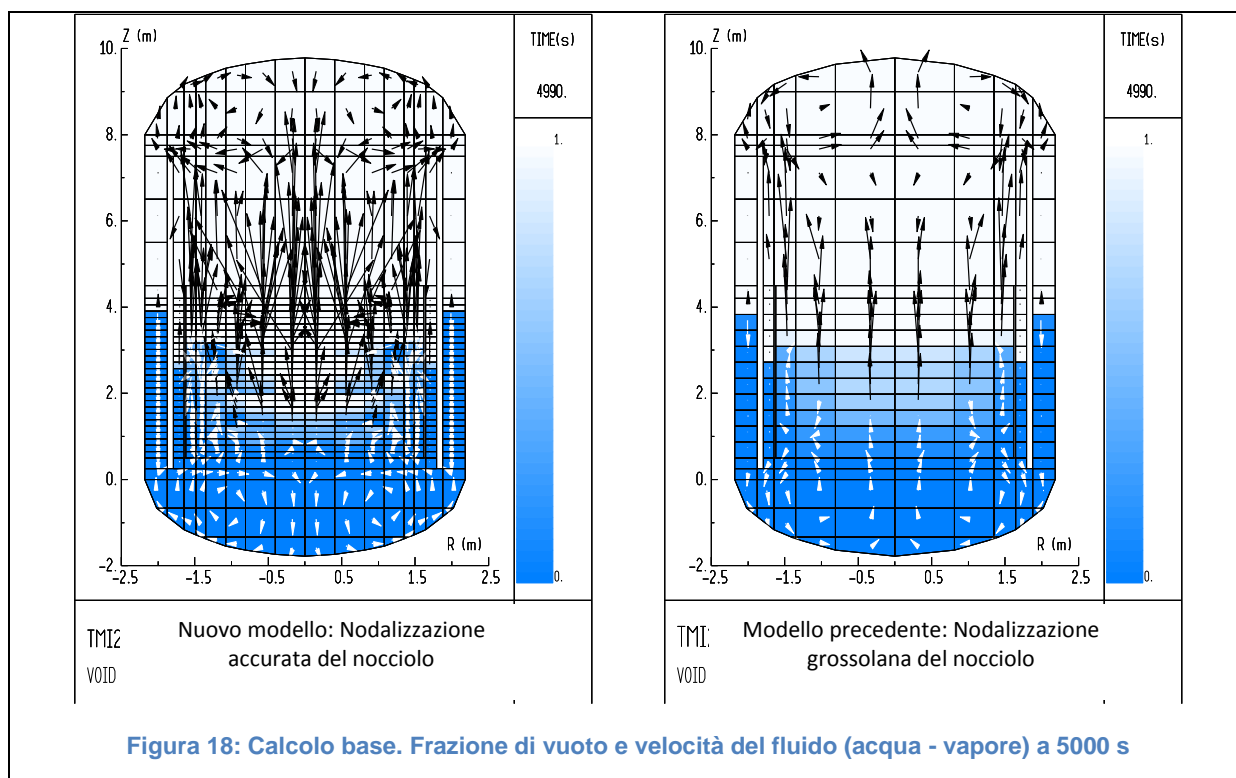 Z (m)
10.
8.
6.
4.
2.
0.
-2.
-2.5
-1.5
-0.5
0.5
1.5
2.5
R (m)
TIME(s)
4990.
1.
0.
TMI2
VOID
Nuovo modello: Nodalizzazione
accurata del nocciolo
Z (m)
10.
8.
6.
4.
2.
0.
-2.
-2.5
-1.5
-0.5
0.5
1.5
2.5
R (m)
TIME(s)
4990.
1.
0.
VOID
Modello precedente: Nodalizzazione
grossolana del nocciolo
Figura 18: Calcolo base. Frazione di vuoto e velocità del fluido (acqua - vapore) a 5000 s